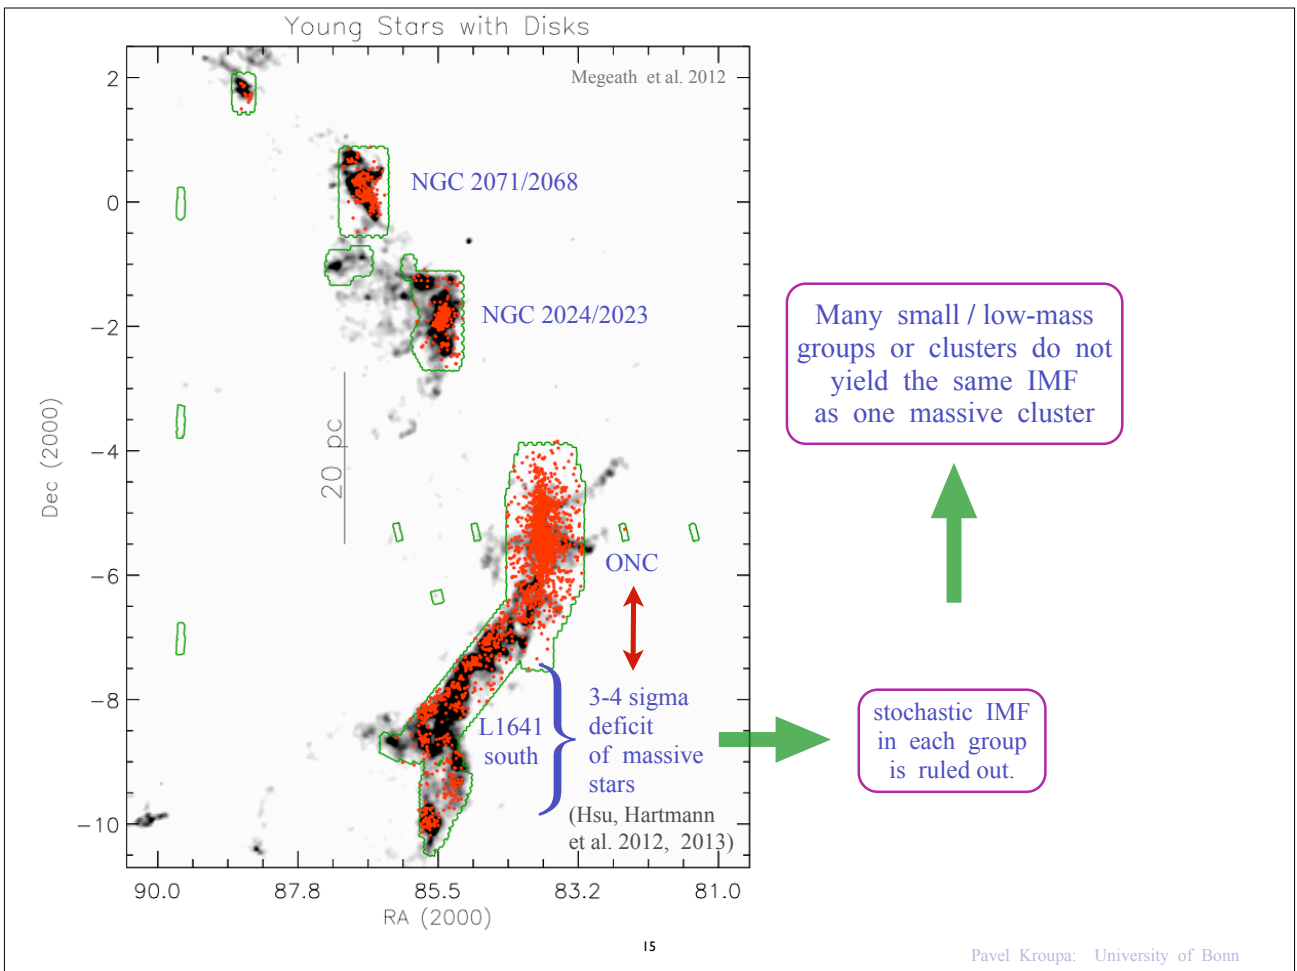 Young Stars with Disks
Megeath et al. 2012
2
0
−2
−4
−6
−8
−10
Dec (2000)
NGC 2071/2068
NGC 2024/2023
20 pc
ONC
L1641
south
3-4 sigma
deficit
of massive
stars
(Hsu, Hartmann
et al. 2012, 2013)
90.0 87.8 85.5 83.2 81.0
RA (2000)
Many small / low-mass
groups or clusters do not
yield the same IMF
as one massive cluster
stochastic IMF
in each group
is ruled out.
15
Pavel Kroupa: University of Bonn